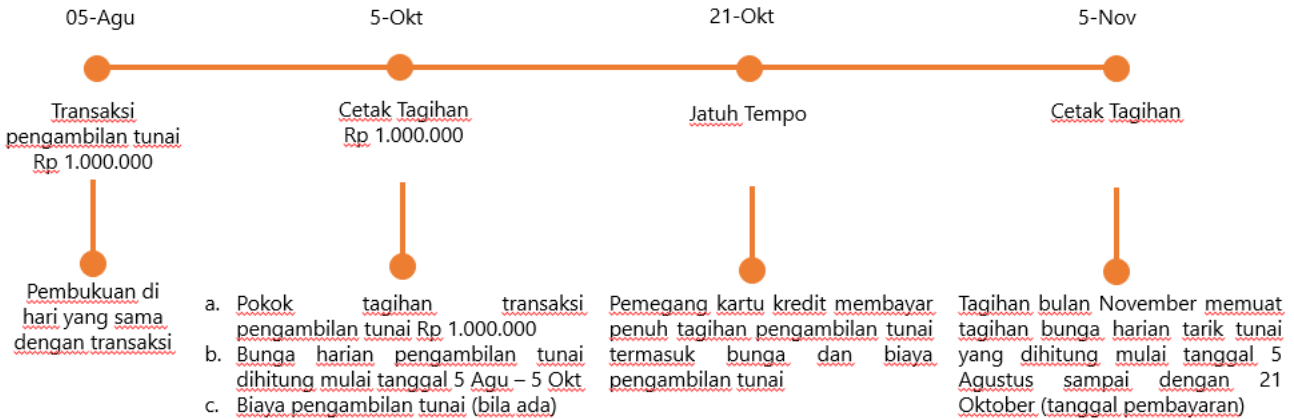 05-Agu
5-Okt
21-Okt
5-Nov
Transaksi
pengambilan tunai
Rp 1.000.000
Cetak Tagihan
Rp 1.000.000
Jatuh Tempo
Cetak Tagihan
Pembukuan di
hari yang sama
dengan transaksi
a. Pokok tagihan transaksi
pengambilan tunai Rp 1.000.000
b. Bunga harian pengambilan tunai
dihitung mulai tanggal 5 Agu – 5 Okt
c. Biaya pengambilan tunai (bila ada)
Pemegang kartu kredit membayar
penuh tagihan pengambilan tunai
termasuk bunga dan biaya
pengambilan tunai
Tagihan bulan November memuat
tagihan bunga harian tarik tunai
yang dihitung mulai tanggal 5
Agustus sampai dengan 21
Oktober (tanggal pembayaran)